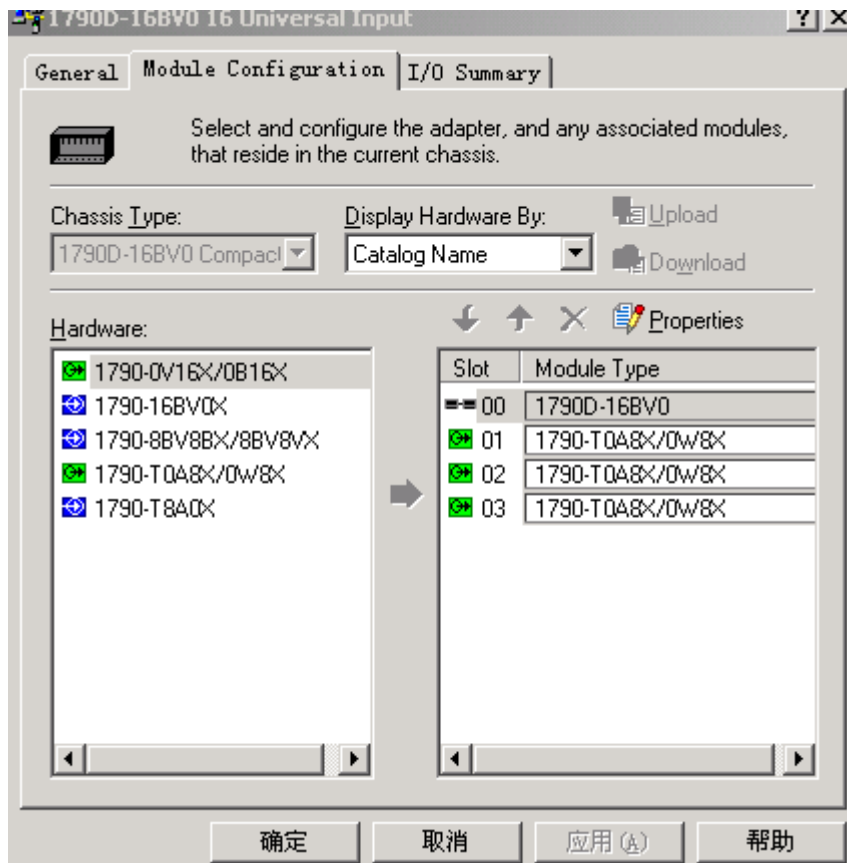 1790D-16BV0 16 Universal Input
General Module Configuration I/O Summary
Select and configure the adapter, and any associated modules,
that reside in the current chassis.
Chassis Type: Display Hardware By: Upload
1790D-16BV0 Compact Catalog Name Download
Hardware: Properties
Slot Module Type
1790-0V16X/0B16X
00 1790D-16BV0
1790-16BV0X
01 1790-T0A8X/0W8X
1790-8BV8BX/8BV8VX
02 1790-T0A8X/0W8X
1790-T0A8X/0W8X
03 1790-T0A8X/0W8X
1790-T8A0X
确定 取消 应用(A) 帮助